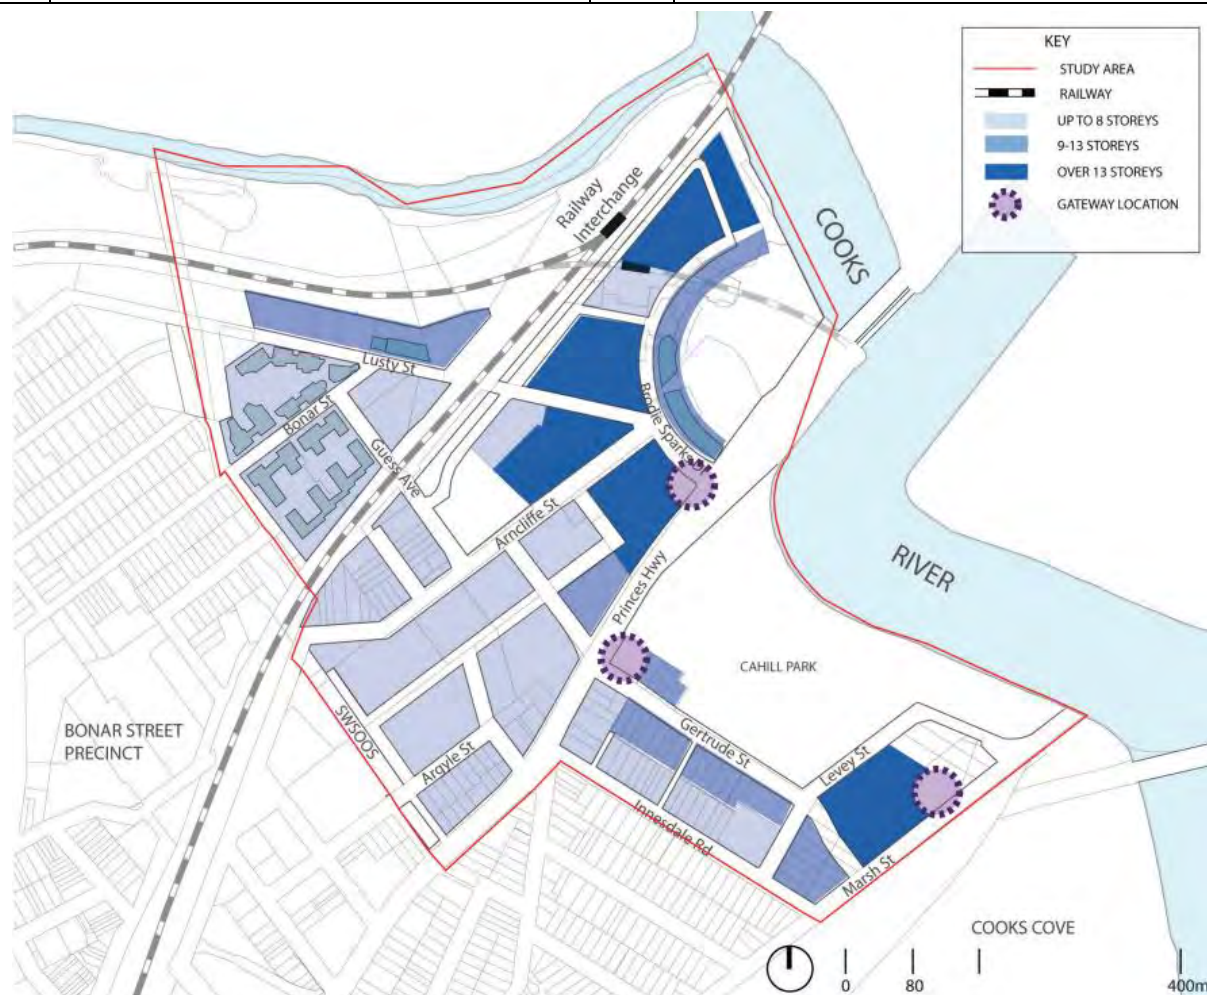 KEY
STUDY AREA
RAILWAY
UP TO 8 STOREYS
9-13 STOREYS
OVER 13 STOREYS
GATEWAY LOCATION
Railway
Interchange
COOKS
Lusty St
Bonar St
Guess Ave
Brodie Sparks Dr
Arncliffe St
Princes Hwy
RIVER
CAHILL PARK
BONAR STREET
PRECINCT
SWSOOS
Argyle St
Gertrude St
Levey St
Innesdale Rd
Marsh St
COOKS COVE
0
80
400m